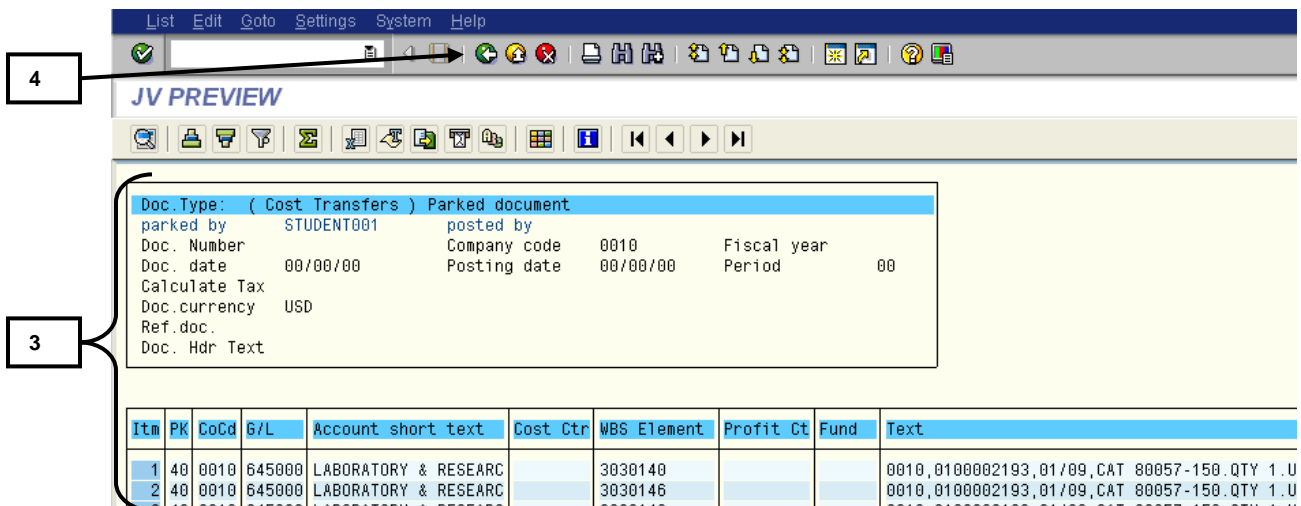 List Edit Goto Settings System Help
4
JV PREVIEW
3
Doc.Type: ( Cost Transfers ) Parked document
parked by STUDENT001 posted by
Doc. Number Company code 0010 Fiscal year
Doc. date 00/00/00 Posting date 00/00/00 Period 00
Calculate Tax
Doc.currency USD
Ref.doc.
Doc. Hdr Text
Itm PK CoCd G/L Account short text Cost Ctr WBS Element Profit Ct Fund Text
1 40 0010 645000 LABORATORY & RESEARC 3030140 0010,0100002193,01/09,CAT 80057-150.QTY 1.U
2 40 0010 645000 LABORATORY & RESEARC 3030146 0010,0100002193,01/09,CAT 80057-150.QTY 1.U